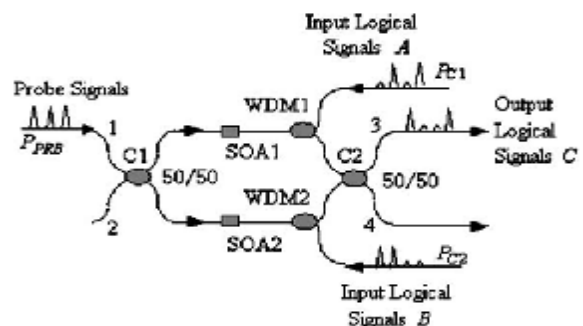 Input Logical
Signals A
P_C1
Probe Signals
P_PRB
1
WDM1
3
Output
Logical
Signals C
C1
50/50
SOA1
C2
50/50
2
WDM2
4
SOA2
P_C2
Input Logical
Signals B